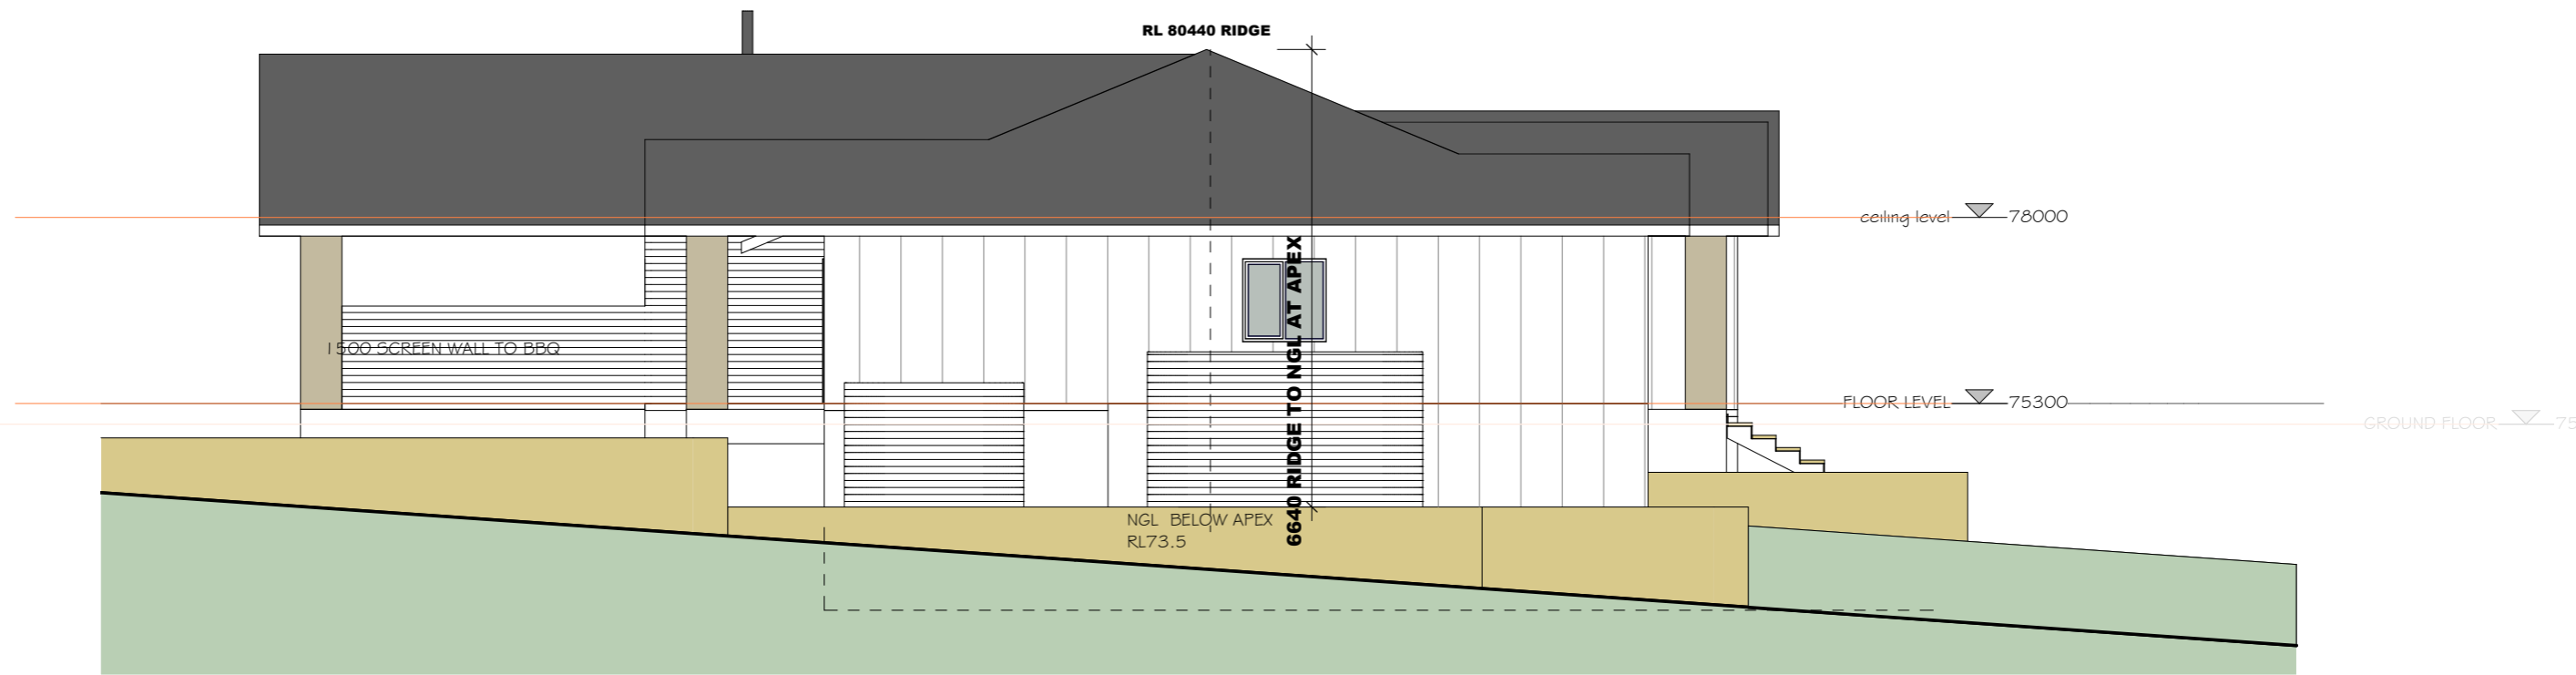 RL 80440 RIDGE
ceiling level 78000
6640 RIDGE TO NGL AT APEX
1500 SCREEN WALL TO BBQ
FLOOR LEVEL 75300
GROUND FLOOR 75
NGL BELOW APEX
RL73.5